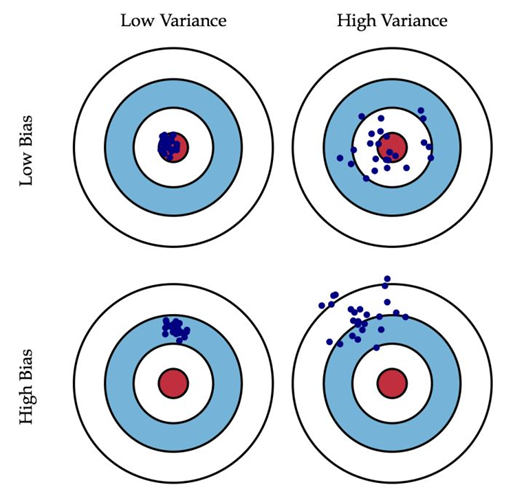 Low Variance
High Variance
Low Bias
High Bias